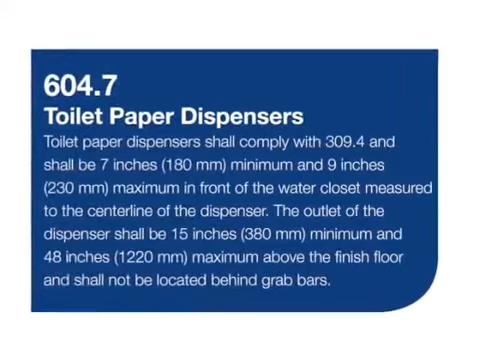 604.7
Toilet Paper Dispensers
Toilet paper dispensers shall comply with 309.4 and
shall be 7 inches (180 mm) minimum and 9 inches
(230 mm) maximum in front of the water closet measured
to the centerline of the dispenser. The outlet of the
dispenser shall be 15 inches (380 mm) minimum and
48 inches (1220 mm) maximum above the finish floor
and shall not be located behind grab bars.